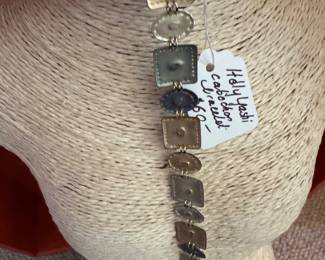 Holly Yashi
cabochon
bracelet
$60-